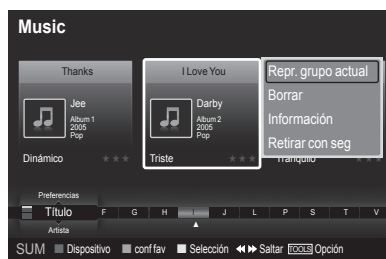 Music
Thanks
Jee
Album 1
2005
Pop
Dinámico
I Love You
Darby
Album 2
2005
Pop
Triste
Repr. grupo actual
Borrar
Información
Retirar con seg
Tranquilo
Preferencias
Título F G H I J L P S T V
Artista
SUM Dispositivo conf fav Selección Saltar TOOLS Opción